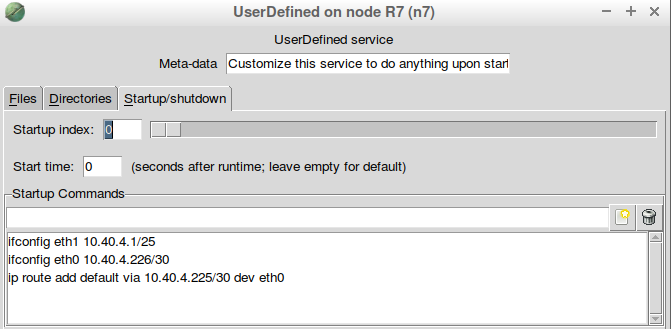 UserDefined on node R7 (n7)
UserDefined service
Meta-data Customize this service to do anything upon start
Files Directories Startup/shutdown
Startup index: 0
Start time: 0 (seconds after runtime; leave empty for default)
Startup Commands
ifconfig eth1 10.40.4.1/25
ifconfig eth0 10.40.4.226/30
ip route add default via 10.40.4.225/30 dev eth0